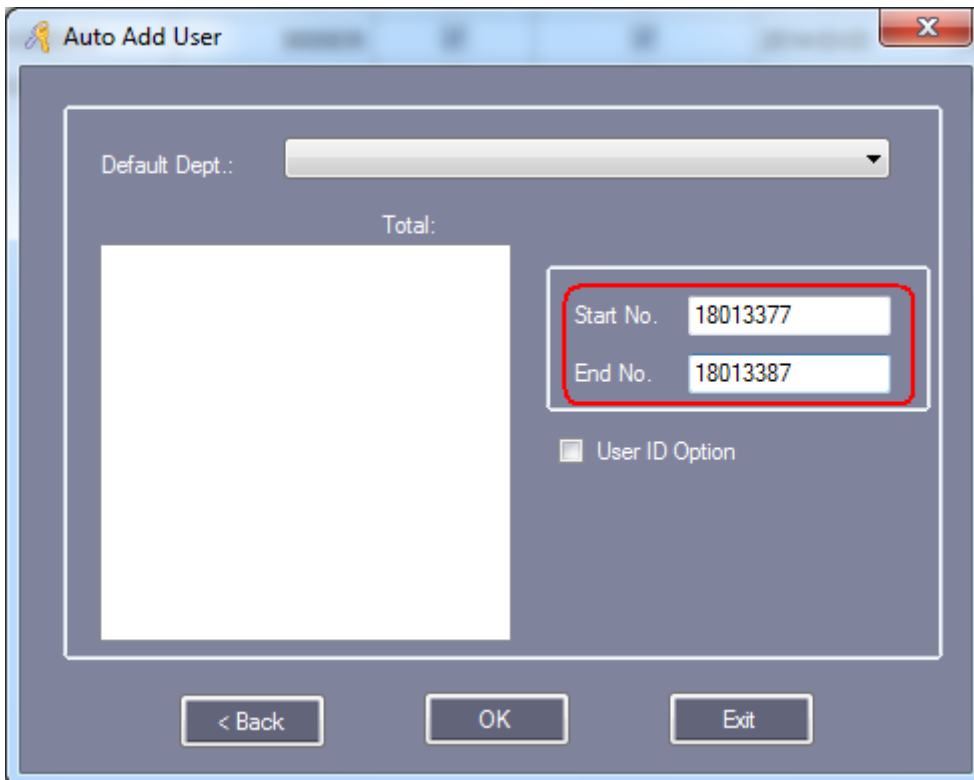 Auto Add User
Default Dept.:
Total:
Start No. 18013377
End No. 18013387
User ID Option
< Back OK Exit